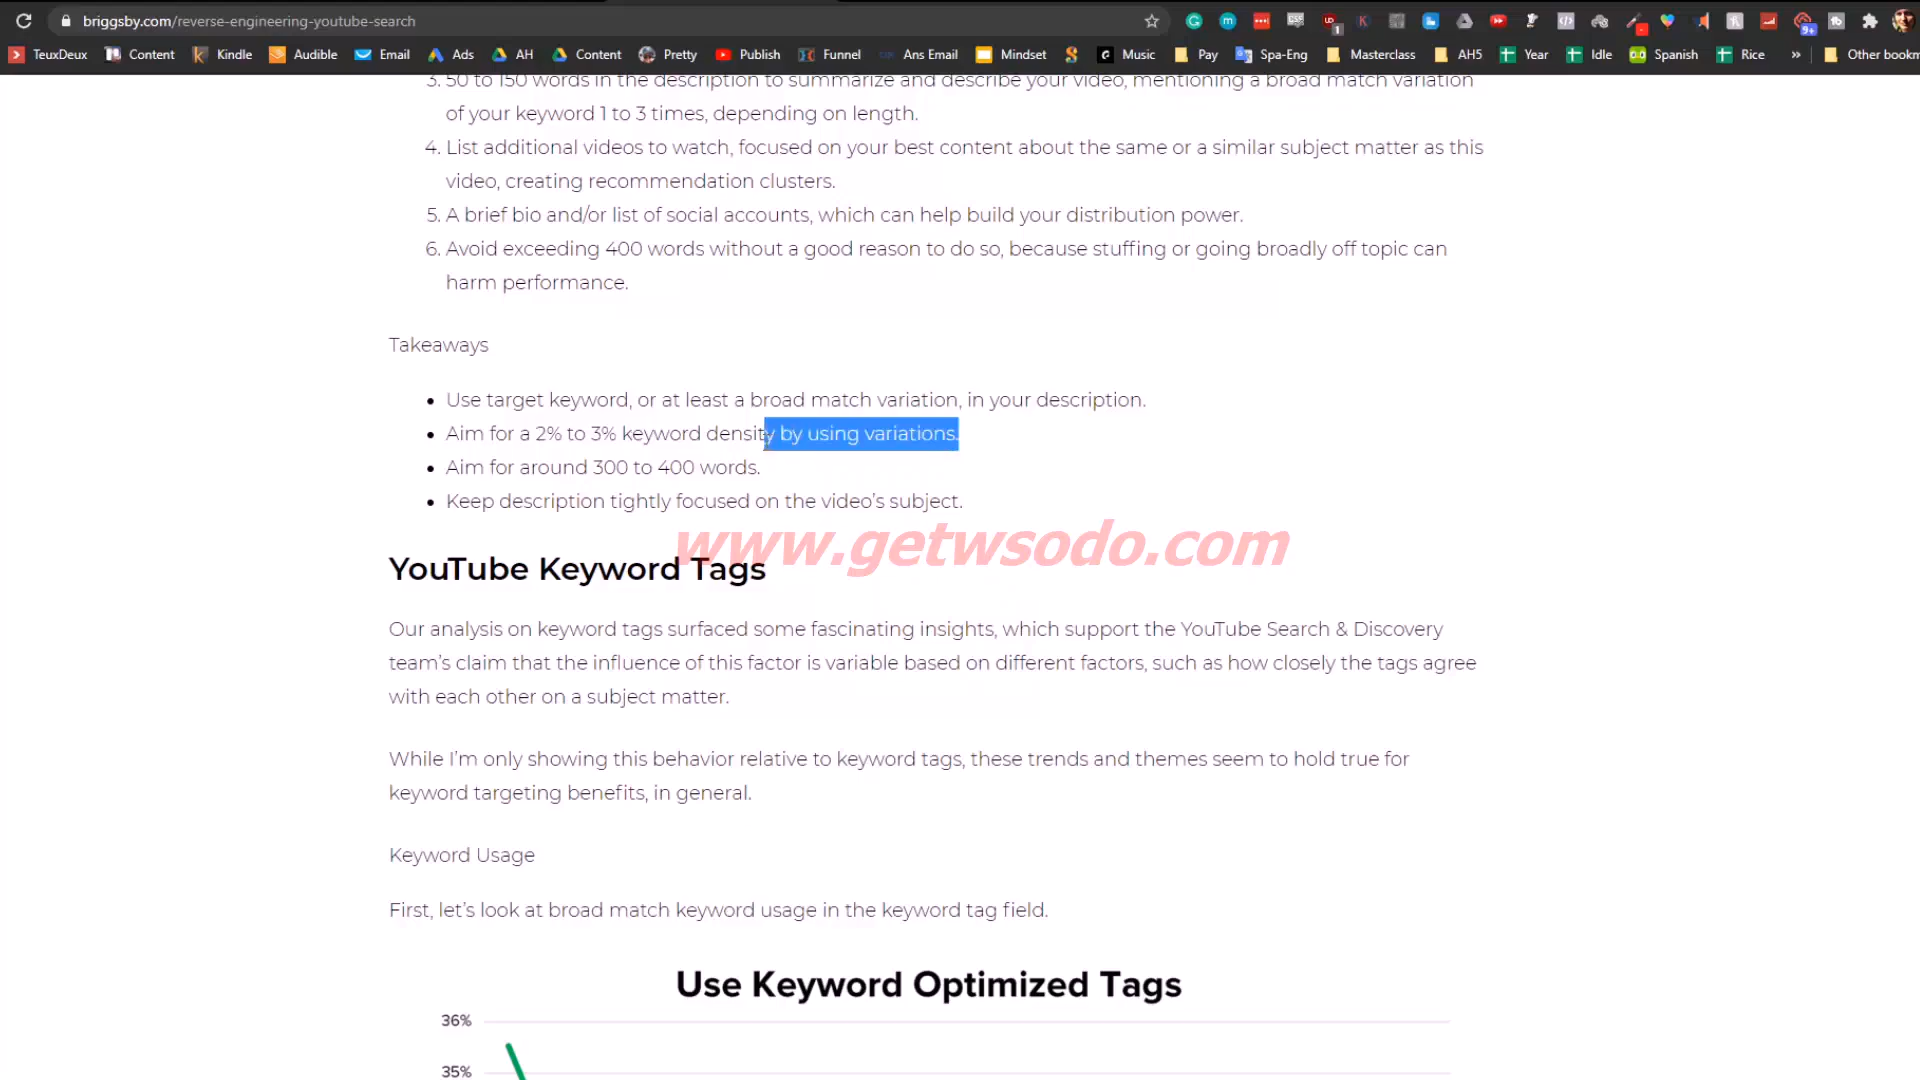 briggsby.com/reverse-engineering-youtube-search
TeuxDeux Content Kindle Audible Email Ads AH Content Pretty Publish Funnel Ans Email Mindset Music Pay Spa-Eng Masterclass AH5 Year Idle Spanish Rice » Other bookm
3. 50 to 150 words in the description to summarize and describe your video, mentioning a broad match variation
of your keyword 1 to 3 times, depending on length.
4. List additional videos to watch, focused on your best content about the same or a similar subject matter as this
video, creating recommendation clusters.
5. A brief bio and/or list of social accounts, which can help build your distribution power.
6. Avoid exceeding 400 words without a good reason to do so, because stuffing or going broadly off topic can
harm performance.
Takeaways
• Use target keyword, or at least a broad match variation, in your description.
• Aim for a 2% to 3% keyword density by using variations.
• Aim for around 300 to 400 words.
• Keep description tightly focused on the video's subject.
www.getwsodo.com
YouTube Keyword Tags
Our analysis on keyword tags surfaced some fascinating insights, which support the YouTube Search & Discovery
team's claim that the influence of this factor is variable based on different factors, such as how closely the tags agree
with each other on a subject matter.
While I'm only showing this behavior relative to keyword tags, these trends and themes seem to hold true for
keyword targeting benefits, in general.
Keyword Usage
First, let's look at broad match keyword usage in the keyword tag field.
Use Keyword Optimized Tags
36%
35%